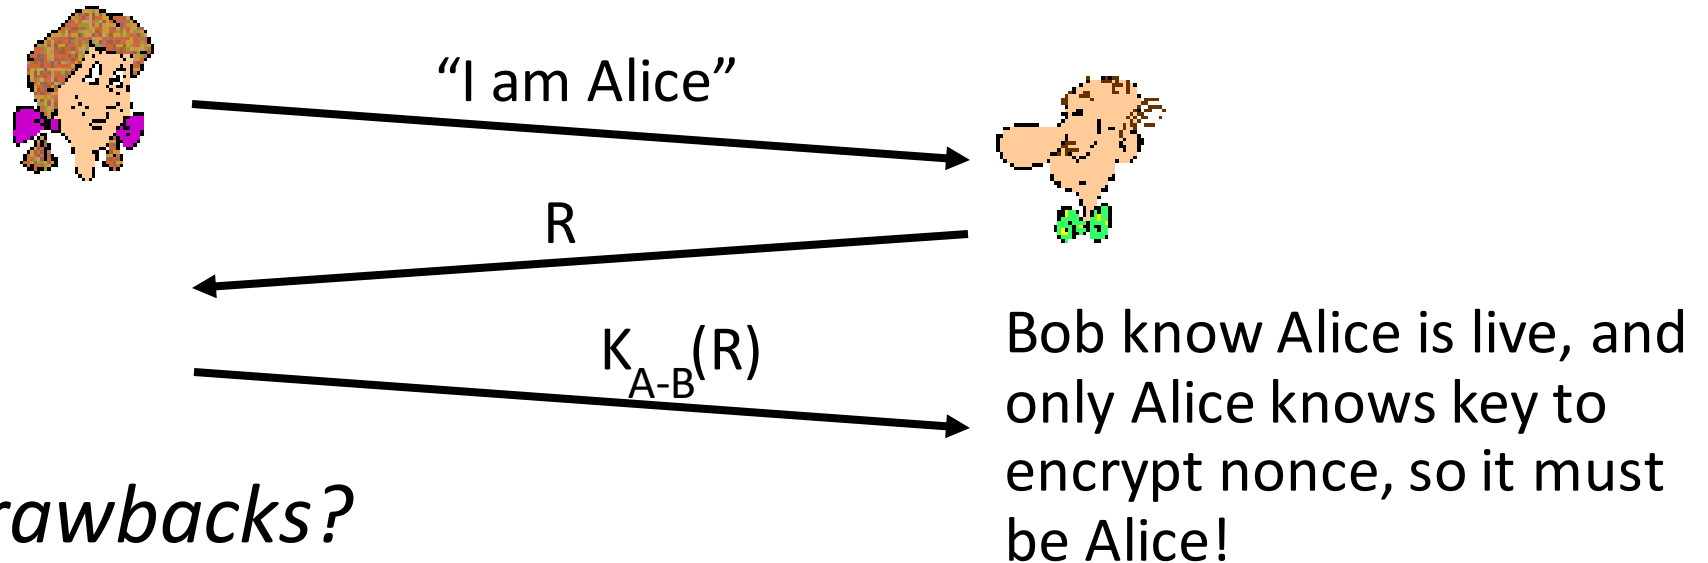 “I am Alice”
R
K A-B (R)
Bob know Alice is live, and
only Alice knows key to
encrypt nonce, so it must
be Alice!
rawbacks?